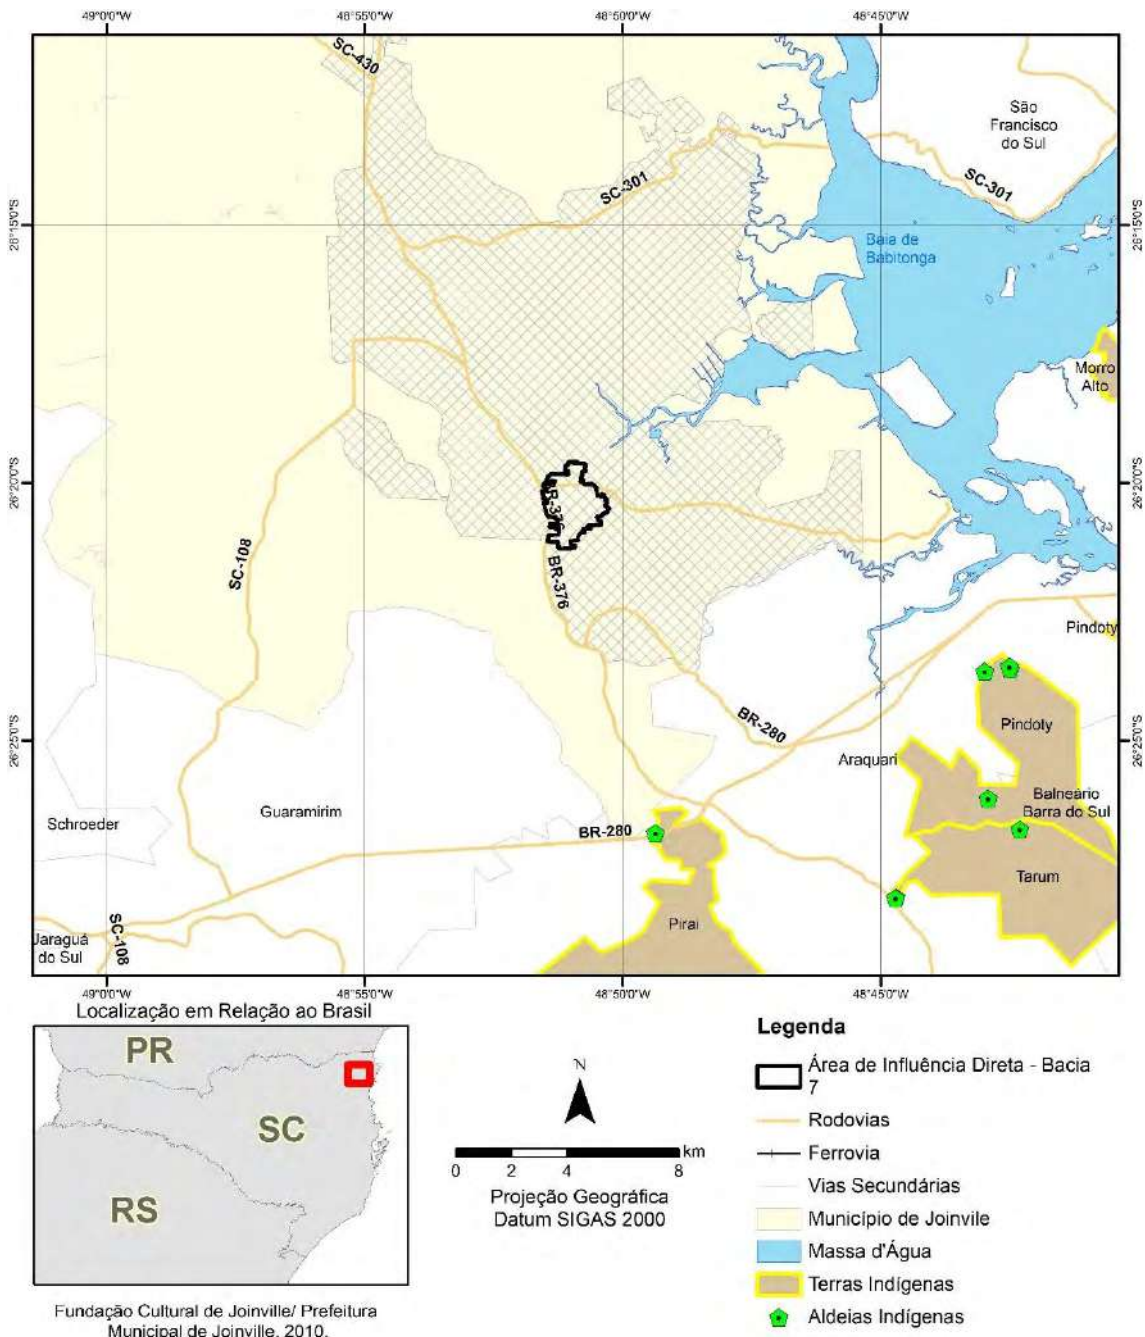 49°0'0"W
48°55'0"W
48°50'0"W
48°45'0"W
SC-430
São
Francisco
do Sul
SC-301
SC-301
26°15'0"S
26°15'0"S
Baia de
Babitonga
Morro
Alto
26°20'0"S
26°20'0"S
BR-376
SC-108
BR-376
Pindoty
Pindoty
BR-280
26°25'0"S
26°25'0"S
Araquari
Balneário
Barra do Sul
Guaramirim
Schroeder
BR-280
Tarum
Pirai
Jaraguá
do Sul
SC-108
49°0'0"W
48°55'0"W
48°50'0"W
48°45'0"W
Localização em Relação ao Brasil
PR
SC
RS
Fundação Cultural de Joinville/ Prefeitura
Municipal de Joinville, 2010.
N
0 2 4 8 km
Projeção Geográfica
Datum SIGAS 2000
Legenda
Área de Influência Direta - Bacia
7
Rodovias
Ferrovia
Vias Secundárias
Município de Joinvile
Massa d'Água
Terras Indígenas
Aldeias Indígenas